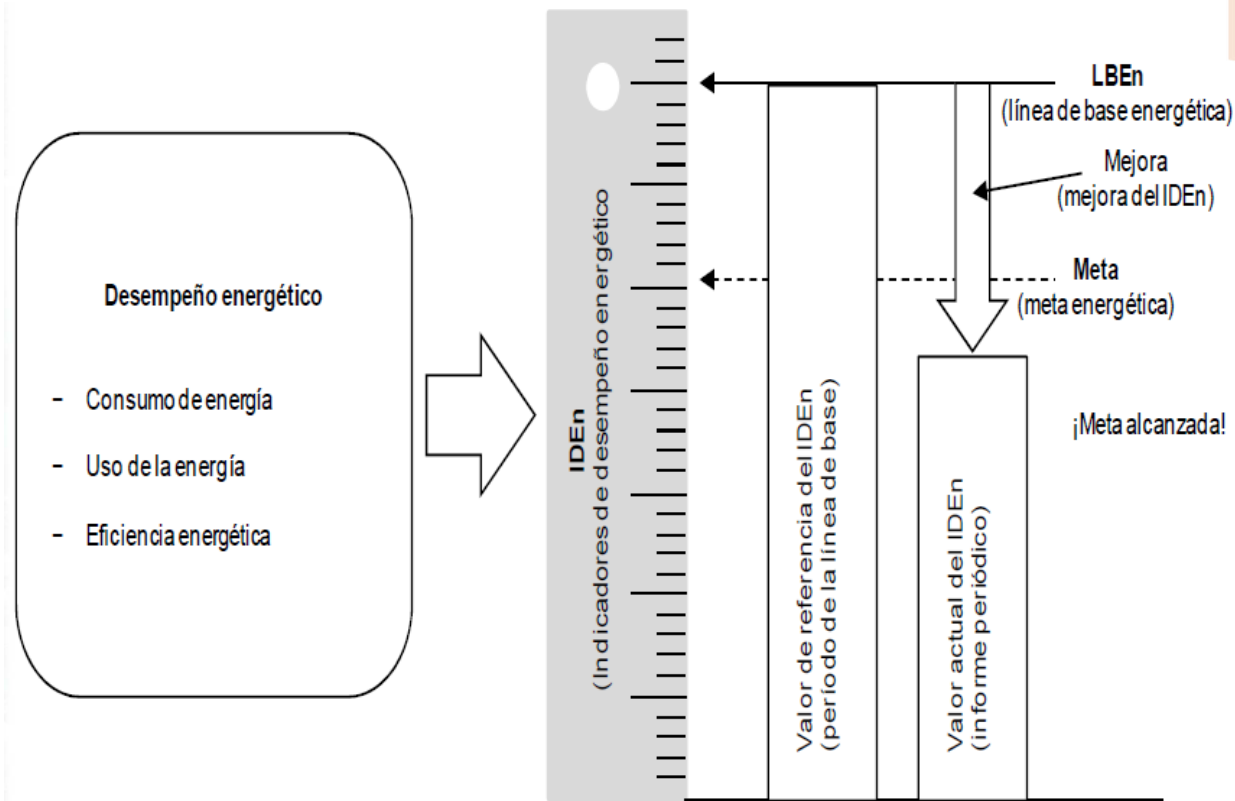 Desempeño energético
– Consumo de energía
– Uso de la energía
– Eficiencia energética
IDEn
(Indicadores de desempeño energético
Valor de referencia del IDEn
(período de la línea de base)
Valor actual del IDEn
(informe periódico)
LBEn
(línea de base energética)
Mejora
(mejora del IDEn)
Meta
(meta energética)
¡Meta alcanzada!